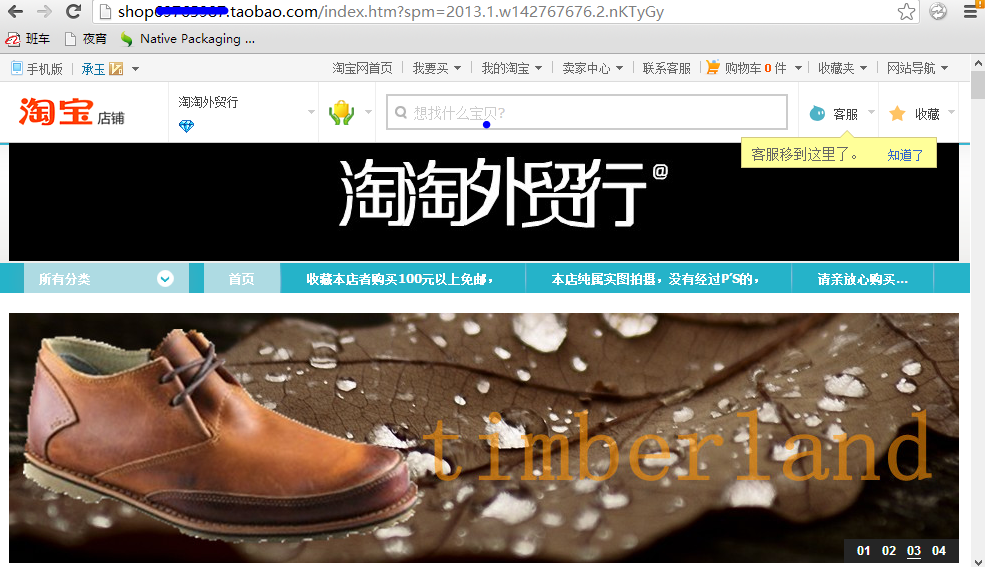 .taobao.com/index.htm?spm=2013.1.w142767676.2.nKTyGy
班车 夜宵 Native Packaging ...
手机版 承玉 淘宝网首页 我要买 我的淘宝 卖家中心 联系客服 购物车 0 件 收藏夹 网站导航
淘宝 店铺 淘淘外贸行 想找什么宝贝? 客服 收藏
客服移到这里了。 知道了
淘淘外贸行@
所有分类 首页 收藏本店者购买100元以上免邮， 本店纯属实图拍摄，没有经过P'S的， 请亲放心购买...
timberland
01 02 03 04